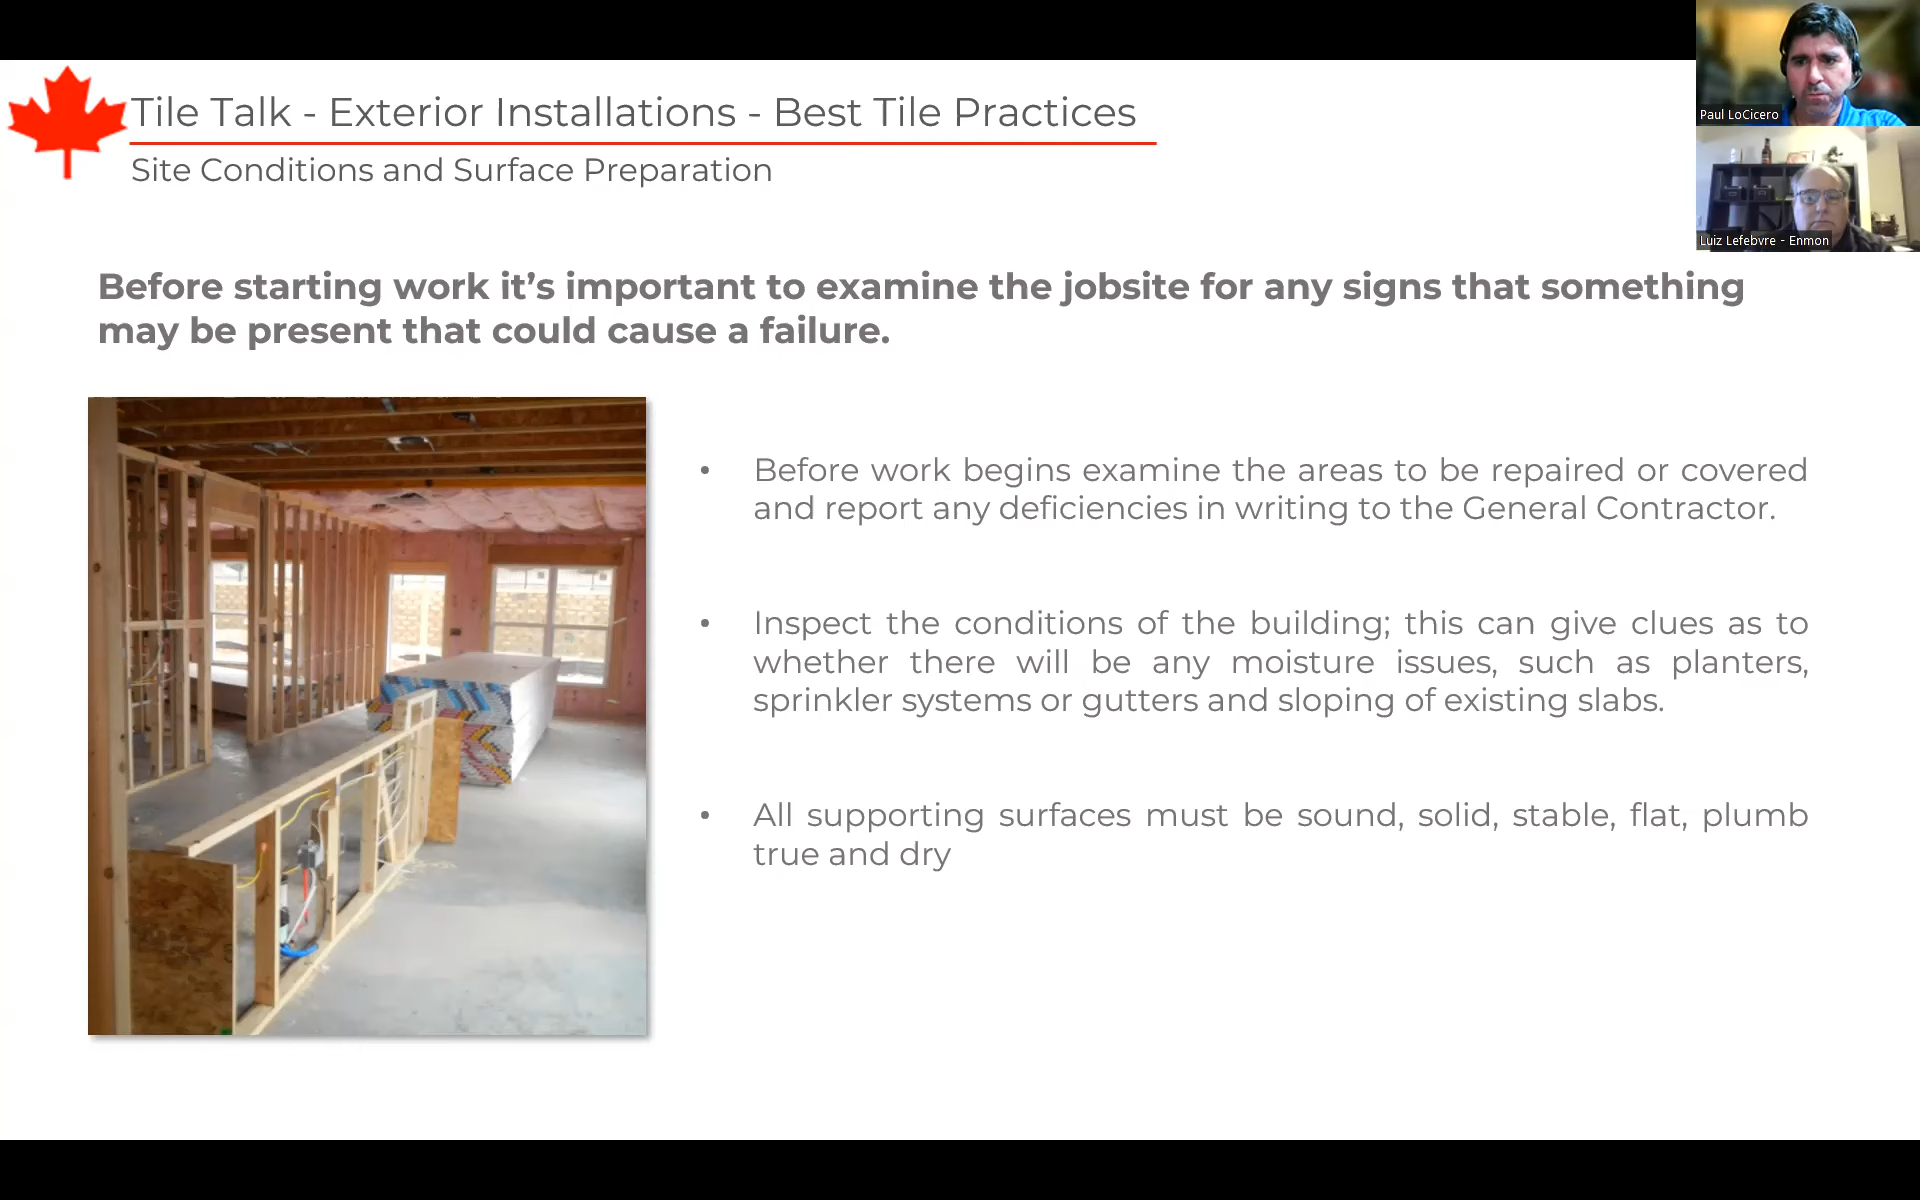 Tile Talk - Exterior Installations - Best Tile Practices
Site Conditions and Surface Preparation
Paul LoCicero
Luiz Lefebvre - Enmon
Before starting work it’s important to examine the jobsite for any signs that something
may be present that could cause a failure.
• Before work begins examine the areas to be repaired or covered
and report any deficiencies in writing to the General Contractor.
• Inspect the conditions of the building; this can give clues as to
whether there will be any moisture issues, such as planters,
sprinkler systems or gutters and sloping of existing slabs.
• All supporting surfaces must be sound, solid, stable, flat, plumb
true and dry